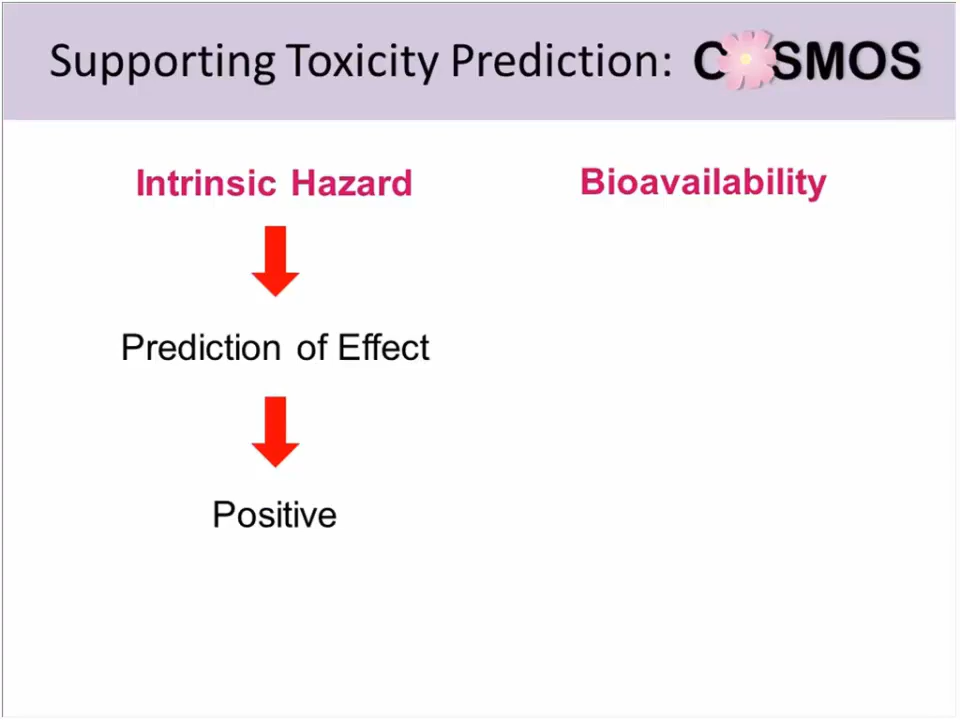 Supporting Toxicity Prediction: COSMOS
Intrinsic Hazard
Bioavailability
Prediction of Effect
Positive